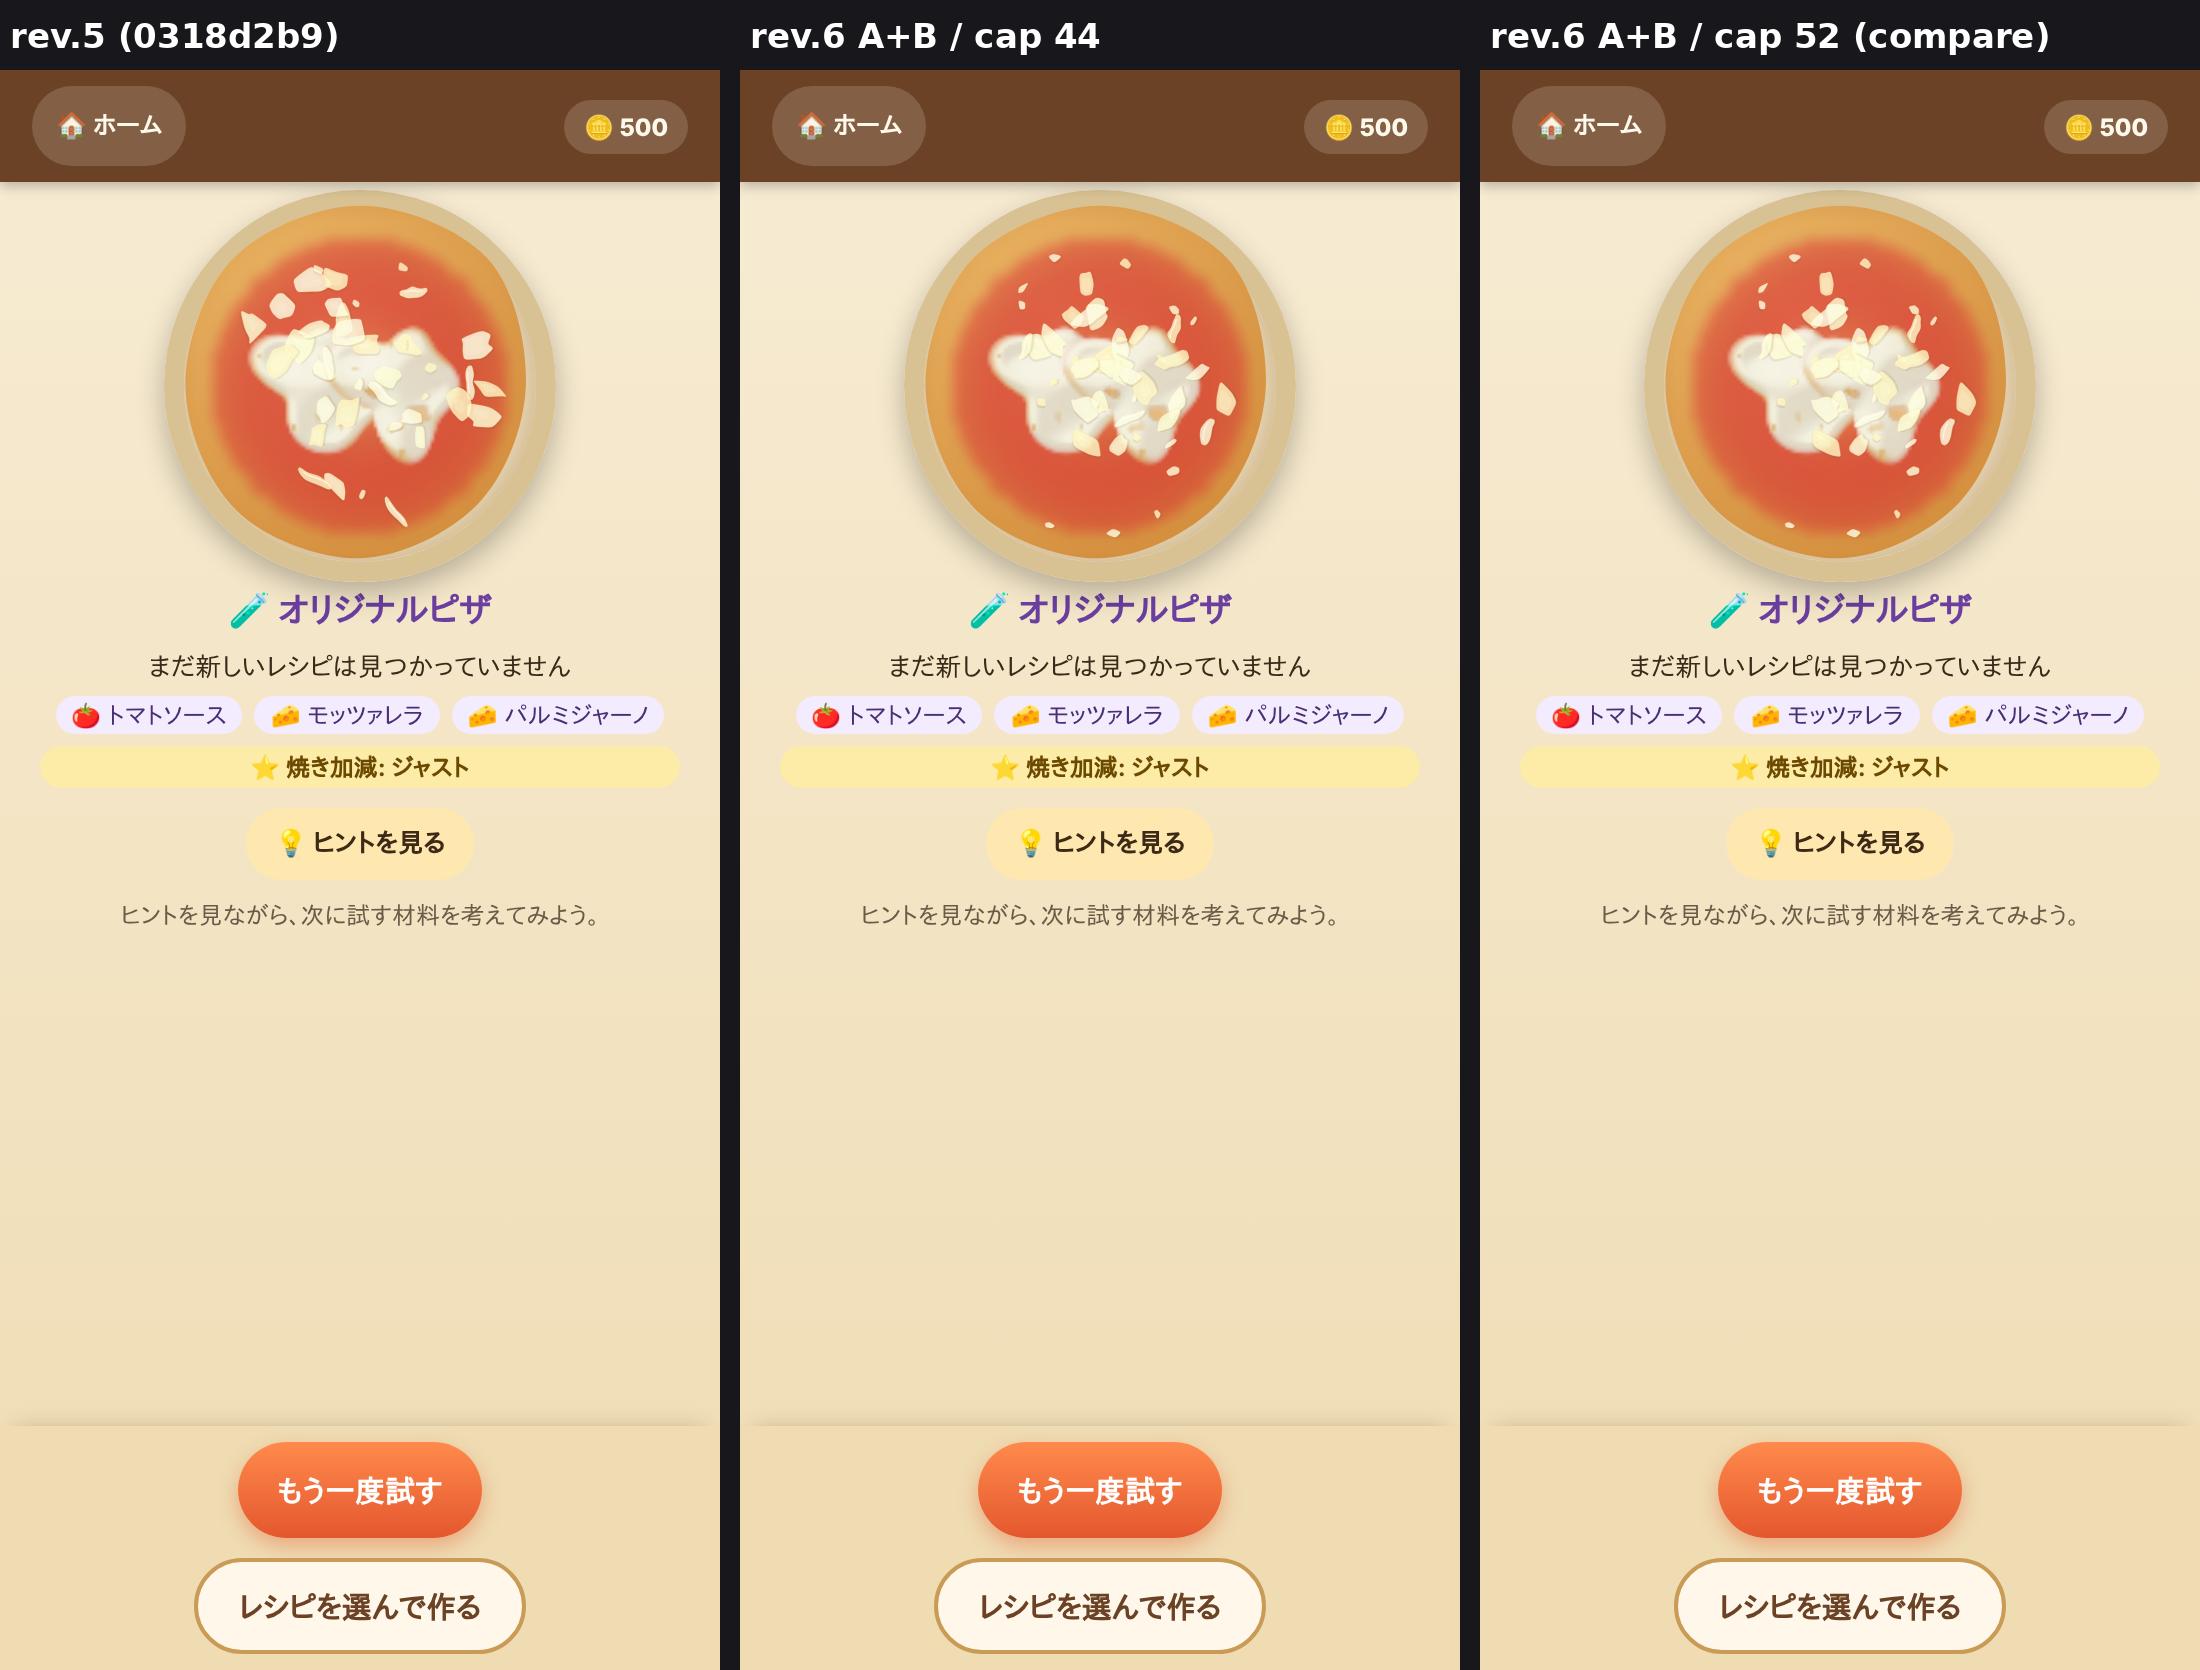 rev.5 (0318d2b9)
🏠 ホーム
🪙 500
🧪 オリジナルピザ
まだ新しいレシピは見つかっていません
🍅 トマトソース
🧀 モッツァレラ
🧀 パルミジャーノ
⭐ 焼き加減: ジャスト
💡 ヒントを見る
ヒントを見ながら、次に試す材料を考えてみよう。
もう一度試す
レシピを選んで作る
rev.6 A+B / cap 44
🏠 ホーム
🪙 500
🧪 オリジナルピザ
まだ新しいレシピは見つかっていません
🍅 トマトソース
🧀 モッツァレラ
🧀 パルミジャーノ
⭐ 焼き加減: ジャスト
💡 ヒントを見る
ヒントを見ながら、次に試す材料を考えてみよう。
もう一度試す
レシピを選んで作る
rev.6 A+B / cap 52 (compare)
🏠 ホーム
🪙 500
🧪 オリジナルピザ
まだ新しいレシピは見つかっていません
🍅 トマトソース
🧀 モッツァレラ
🧀 パルミジャーノ
⭐ 焼き加減: ジャスト
💡 ヒントを見る
ヒントを見ながら、次に試す材料を考えてみよう。
もう一度試す
レシピを選んで作る